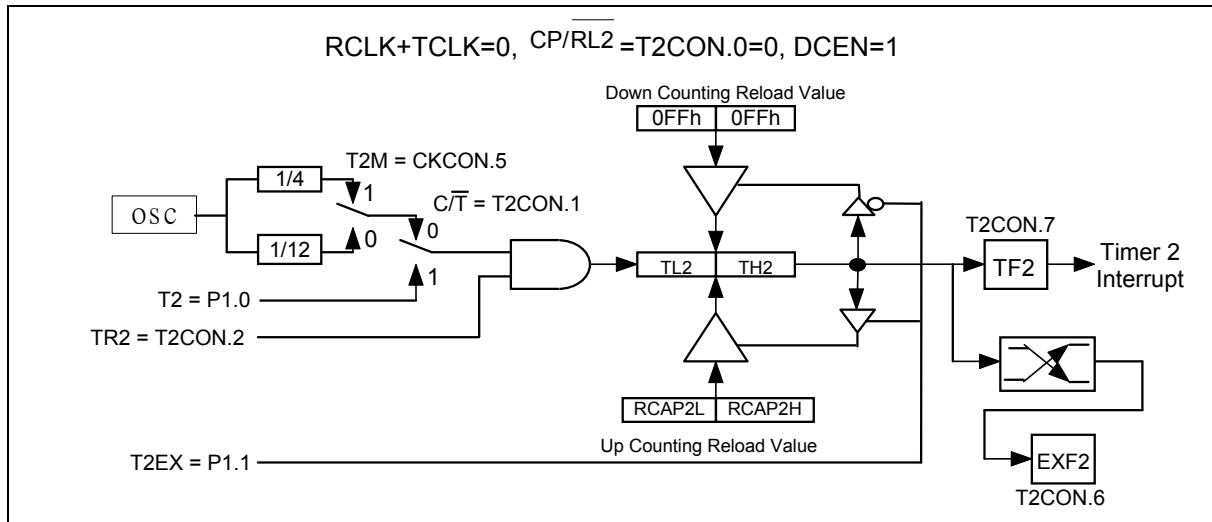 RCLK+TCLK=0, CP/R̅L̅2̅ =T2CON.0=0, DCEN=1
Down Counting Reload Value
0FFh 0FFh
T2M = CKCON.5
1/4
1
C/T̅ = T2CON.1
OSC
0
T2CON.7
1/12
0
TL2 TH2
TF2
Timer 2
Interrupt
1
T2 = P1.0
TR2 = T2CON.2
RCAP2L RCAP2H
Up Counting Reload Value
T2EX = P1.1
EXF2
T2CON.6